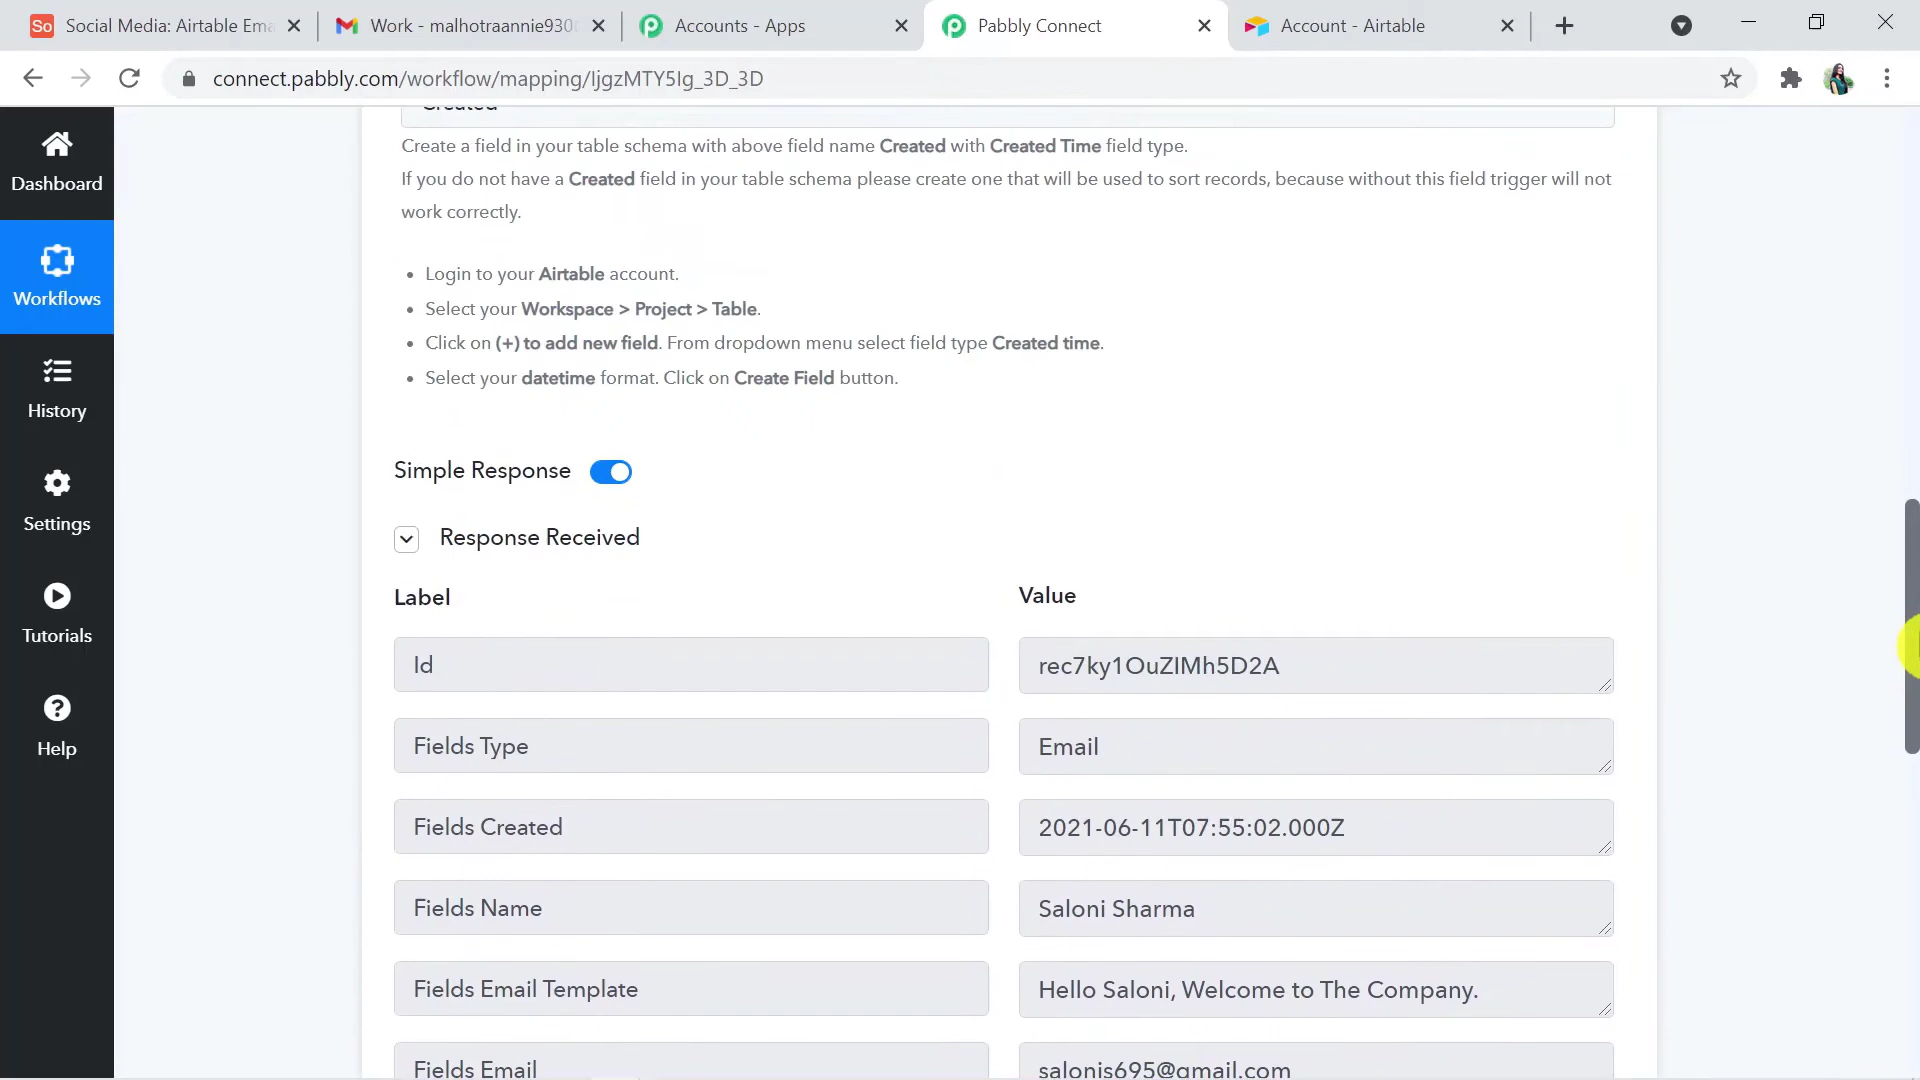 Social Media: Airtable Ema
Work - malhotraannie930
Accounts - Apps
Pabbly Connect
Account - Airtable
connect.pabbly.com/workflow/mapping/ljgzMTY5Ig_3D_3D
Created
Create a field in your table schema with above field name Created with Created Time field type.
If you do not have a Created field in your table schema please create one that will be used to sort records, because without this field trigger will not
work correctly.
• Login to your Airtable account.
• Select your Workspace > Project > Table.
• Click on (+) to add new field. From dropdown menu select field type Created time.
• Select your datetime format. Click on Create Field button.
Dashboard
Workflows
History
Settings
Tutorials
Help
Simple Response
Response Received
Label Value
Id rec7ky1OuZIMh5D2A
Fields Type Email
Fields Created 2021-06-11T07:55:02.000Z
Fields Name Saloni Sharma
Fields Email Template Hello Saloni, Welcome to The Company.
Fields Email salonis695@gmail.com